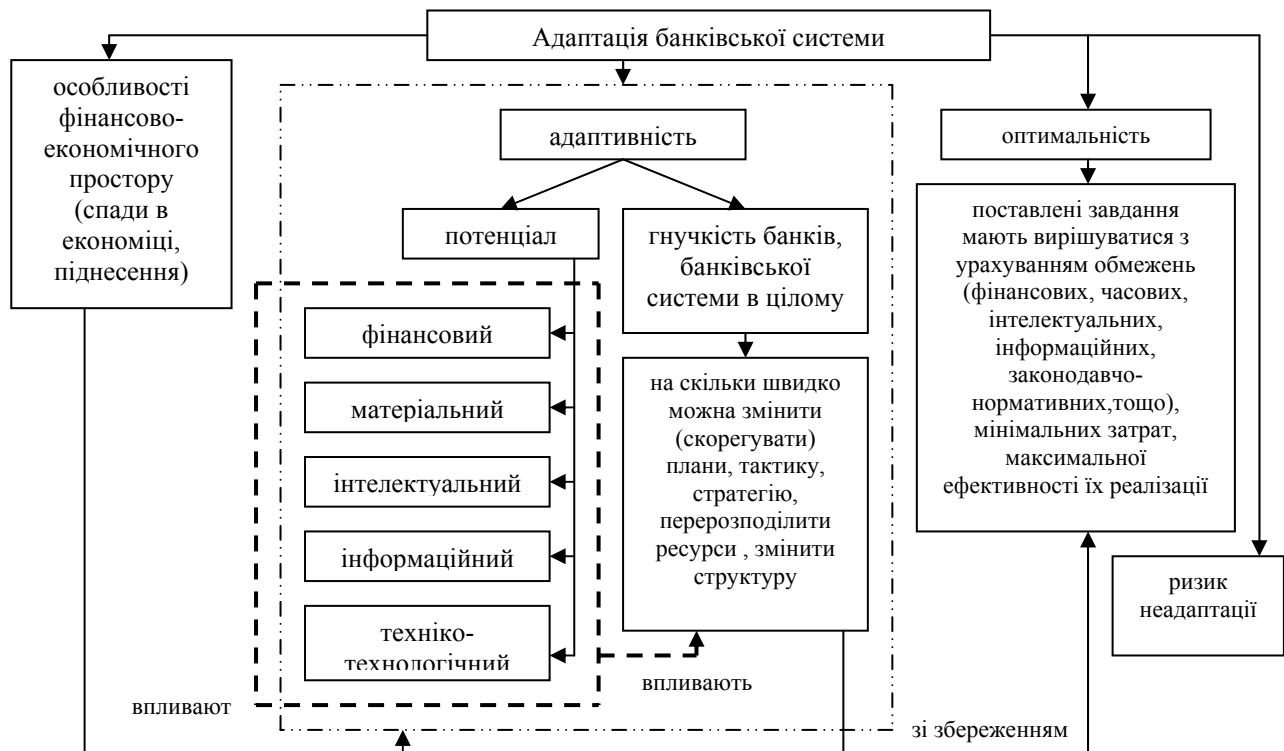 Адаптація банківської системи
особливості
фінансово-
економічного
простору
(спади в
економіці,
піднесення)
адаптивність
потенціал
фінансовий
матеріальний
інтелектуальний
інформаційний
техніко-
технологічний
гнучкість банків,
банківської
системи в цілому
на скільки швидко
можна змінити
(скорегувати)
плани, тактику,
стратегію,
перерозподілити
ресурси , змінити
структуру
оптимальність
поставлені завдання
мають вирішуватися з
урахуванням обмежень
(фінансових, часових,
інтелектуальних,
інформаційних,
законодавчо-
нормативних,тощо),
мінімальних затрат,
максимальної
ефективності їх реалізації
ризик
неадаптації
впливают
впливають
зі збереженням